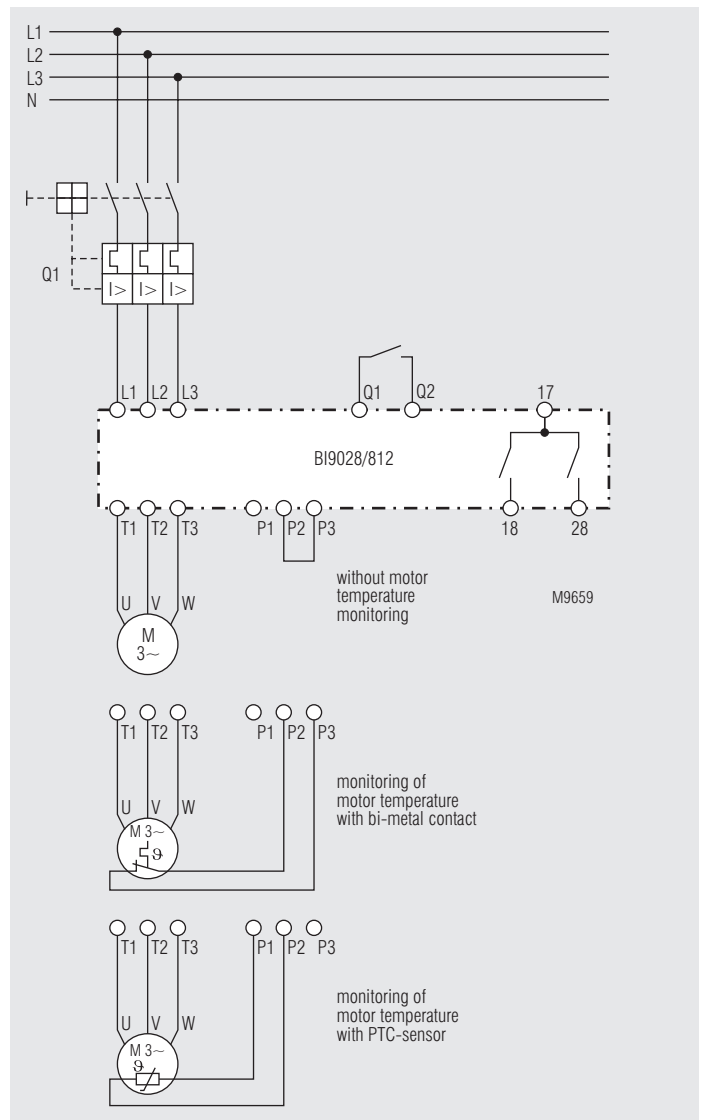 L1
L2
L3
N
Q1
I> I> I>
L1 L2 L3 Q1 Q2 17
BI9028/812
T1 T2 T3 P1 P2 P3 18 28
without motor
temperature
monitoring
M9659
U V W
M
3~
T1 T2 T3 P1 P2 P3
monitoring of
motor temperature
with bi-metal contact
U V W
M 3~
ϑ
T1 T2 T3 P1 P2 P3
monitoring of
motor temperature
with PTC-sensor
U V W
M 3~
ϑ